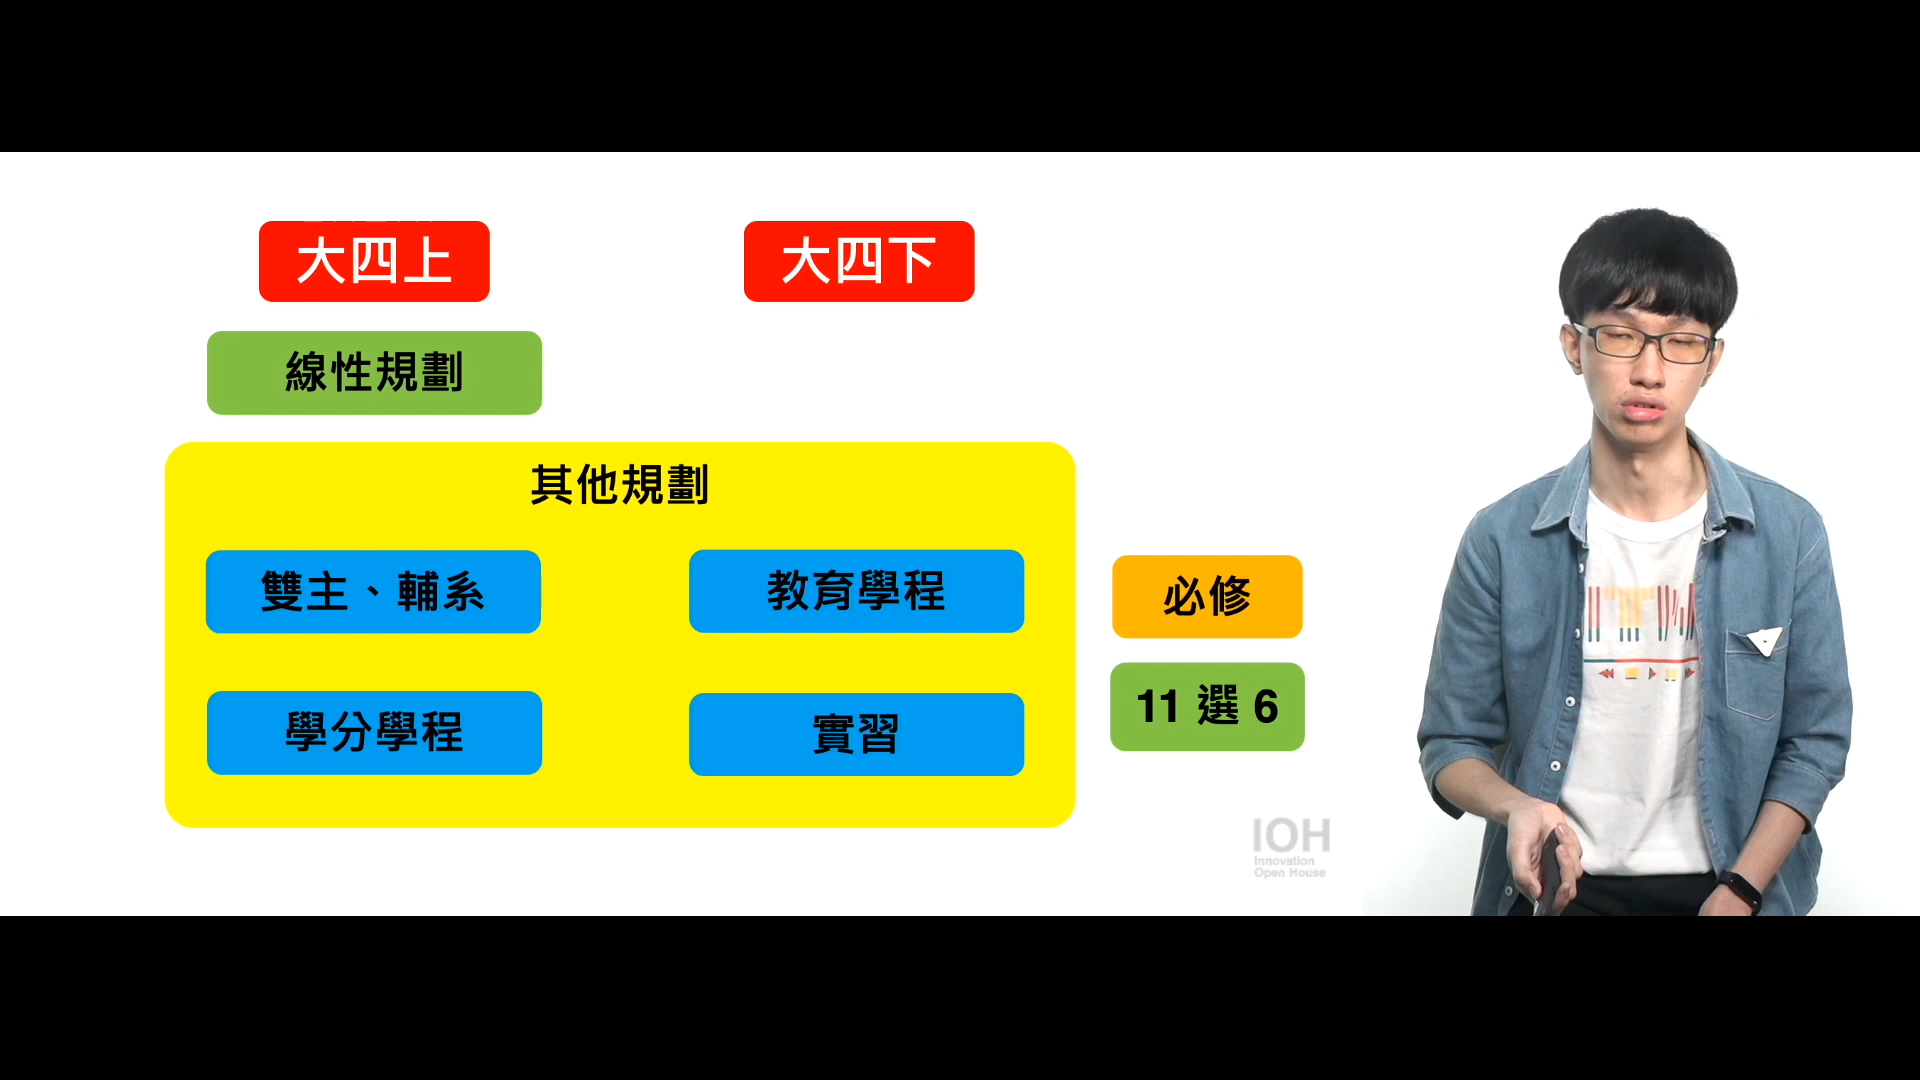 大四上
大四下
線性規劃
其他規劃
雙主、輔系
教育學程
必修
學分學程
實習
11 選 6
IOH
Innovation
Open House